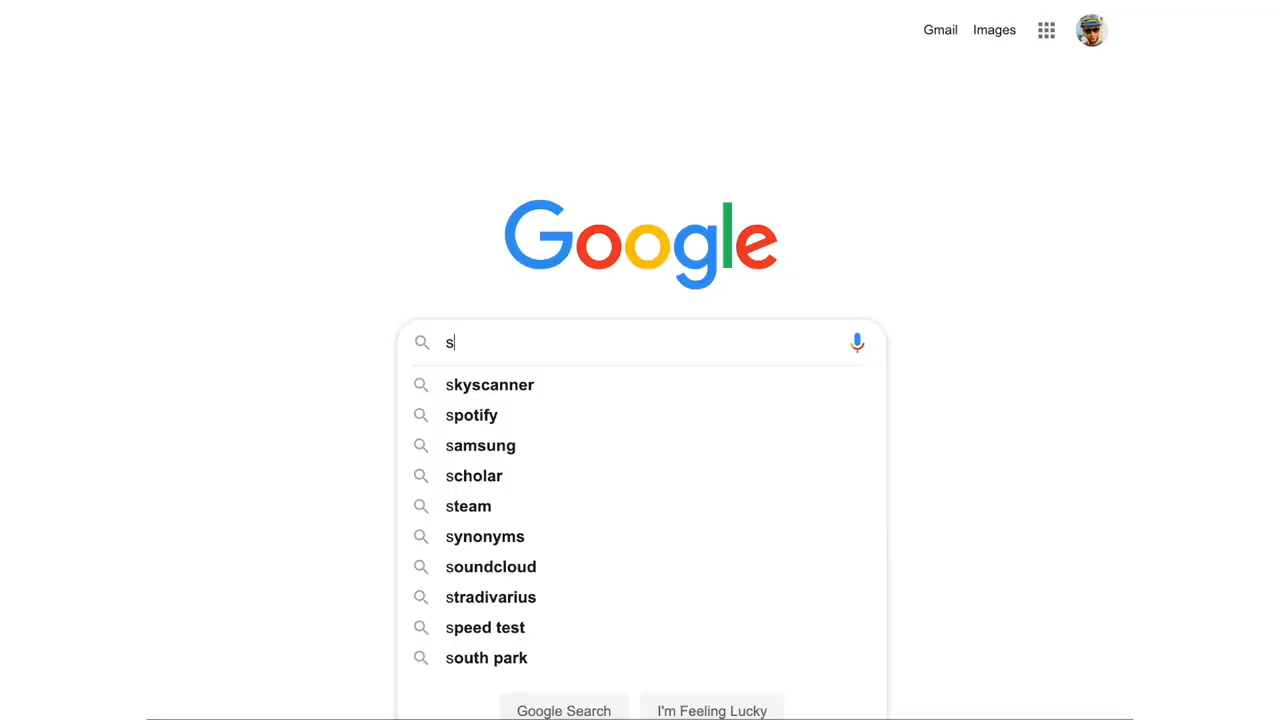 Gmail Images
Google
s
skyscanner
spotify
samsung
scholar
steam
synonyms
soundcloud
stradivarius
speed test
south park
Google Search I'm Feeling Lucky